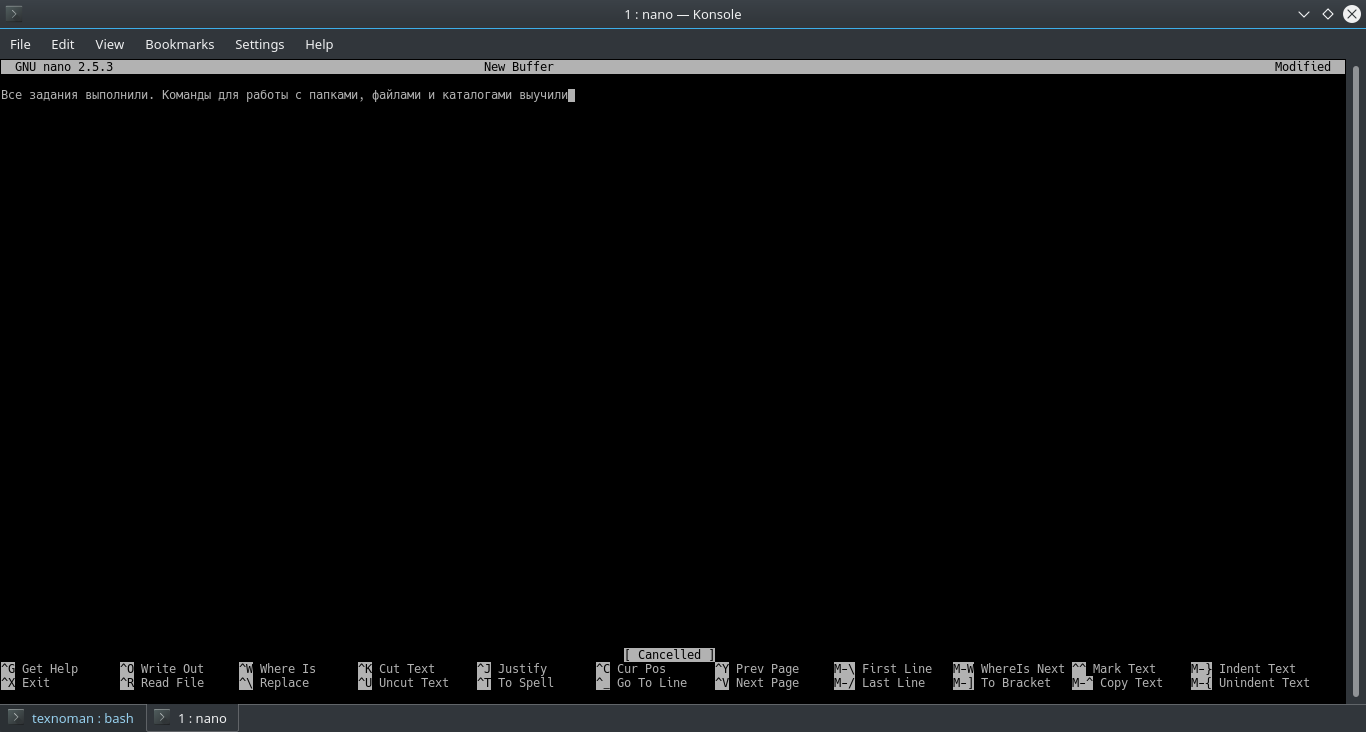 1 : nano — Konsole
File Edit View Bookmarks Settings Help
GNU nano 2.5.3 New Buffer Modified
Все задания выполнили. Команды для работы с папками, файлами и каталогами выучили
[ Cancelled ]
^G Get Help ^O Write Out ^W Where Is ^K Cut Text ^J Justify ^C Cur Pos ^Y Prev Page M-\ First Line M-W WhereIs Next ^^ Mark Text M-} Indent Text
^X Exit ^R Read File ^\ Replace ^U Uncut Text ^T To Spell ^_ Go To Line ^V Next Page M-/ Last Line M-] To Bracket M-^ Copy Text M-{ Unindent Text
texnoman : bash 1 : nano